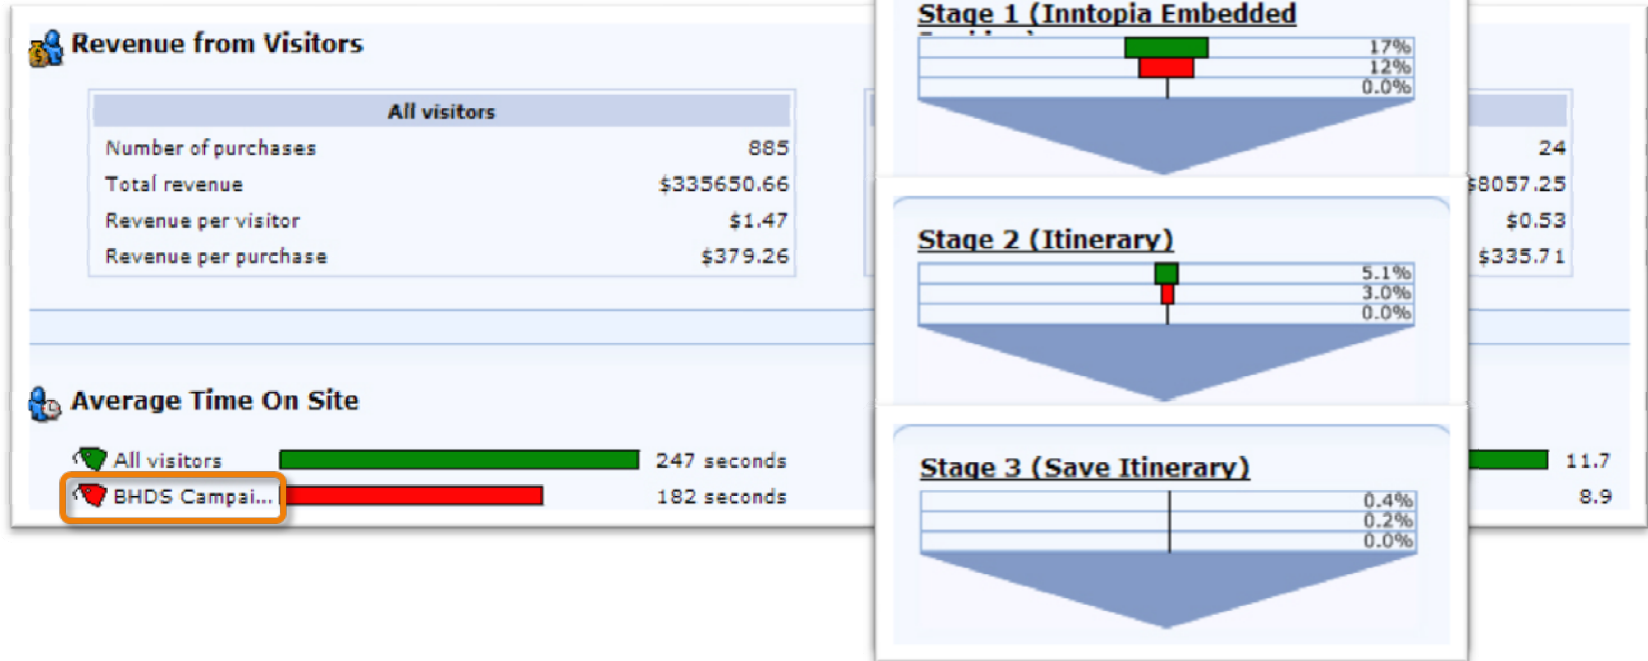 Revenue from Visitors
All visitors
Number of purchases 885
Total revenue $335650.66
Revenue per visitor $1.47
Revenue per purchase $379.26
24
$8057.25
$0.53
$335.71
Average Time On Site
All visitors 247 seconds
BHDS Campai... 182 seconds
11.7
8.9
Stage 1 (Inntopia Embedded
17%
12%
0.0%
Stage 2 (Itinerary)
5.1%
3.0%
0.0%
Stage 3 (Save Itinerary)
0.4%
0.2%
0.0%